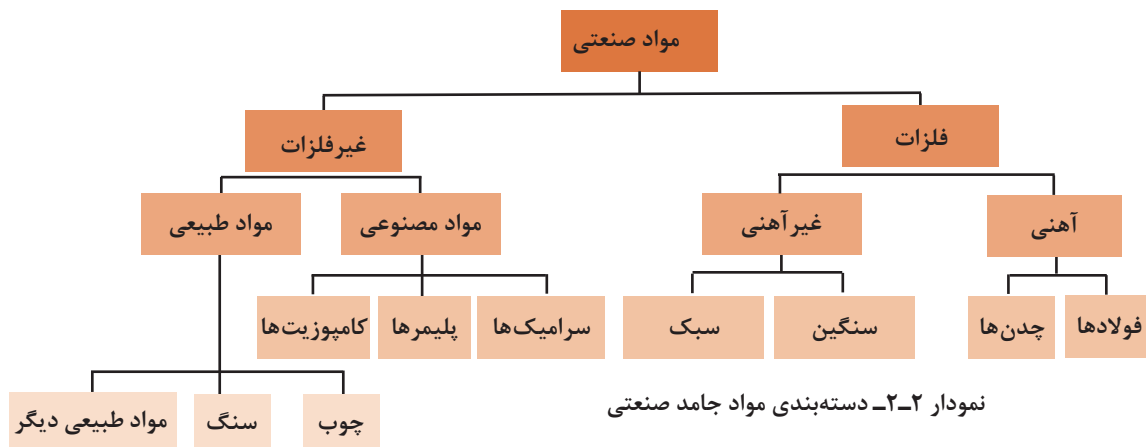 مواد صنعتی
فلزات
غیرفلزات
آهنی
غیرآهنی
مواد مصنوعی
مواد طبیعی
فولادها
چدن‌ها
سنگین
سبک
سرامیک‌ها
پلیمرها
کامپوزیت‌ها
چوب
سنگ
مواد طبیعی دیگر
نمودار ۲ــ۲ــ دسته‌بندی مواد جامد صنعتی